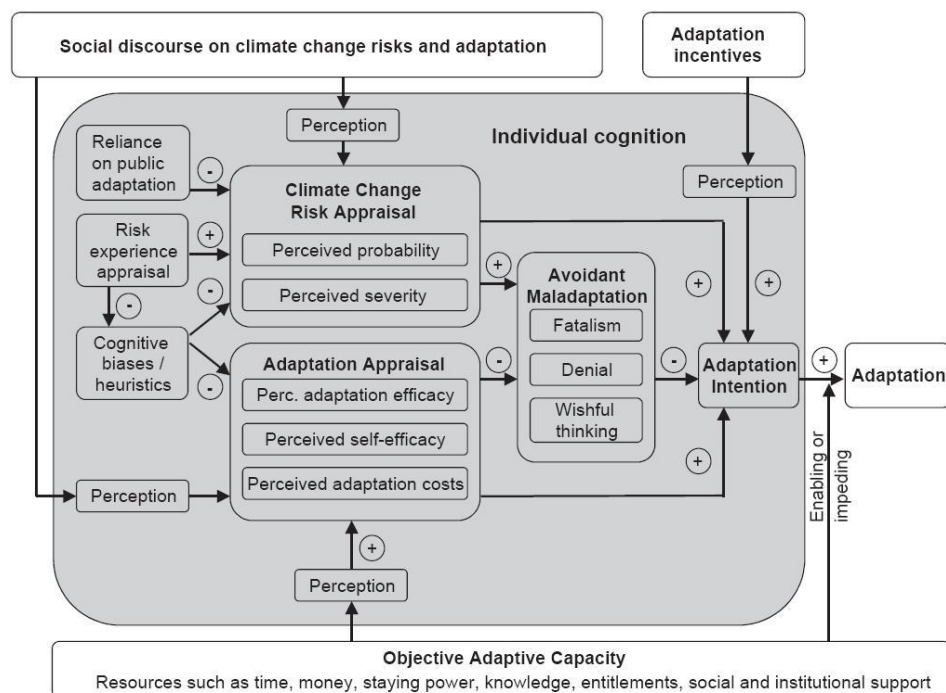 Social discourse on climate change risks and adaptation
Adaptation
incentives
Perception
Individual cognition
Reliance
on public
adaptation
-
Climate Change
Risk Appraisal
Perception
Risk
experience
appraisal
+
Perceived probability
+
Avoidant
Maladaptation
-
-
Perceived severity
+
+
Fatalism
Cognitive
biases /
heuristics
-
Adaptation Appraisal
-
Denial
-
Adaptation
Intention
+
Adaptation
Perc. adaptation efficacy
Wishful
thinking
Perceived self-efficacy
+
Perception
Perceived adaptation costs
Enabling or
impeding
+
Perception
Objective Adaptive Capacity
Resources such as time, money, staying power, knowledge, entitlements, social and institutional support